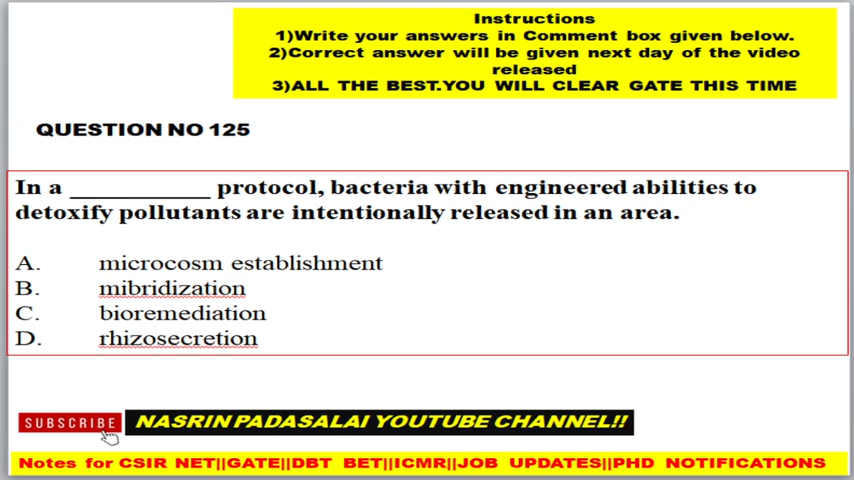 Instructions
1)Write your answers in Comment box given below.
2)Correct answer will be given next day of the video
released
3)ALL THE BEST.YOU WILL CLEAR GATE THIS TIME
QUESTION NO 125
In a ___________ protocol, bacteria with engineered abilities to
detoxify pollutants are intentionally released in an area.
A. microcosm establishment
B. mibridization
C. bioremediation
D. rhizosecretion
SUBSCRIBE NASRIN PADASALAI YOUTUBE CHANNEL!!
Notes for CSIR NET||GATE||DBT BET||ICMR||JOB UPDATES||PHD NOTIFICATIONS